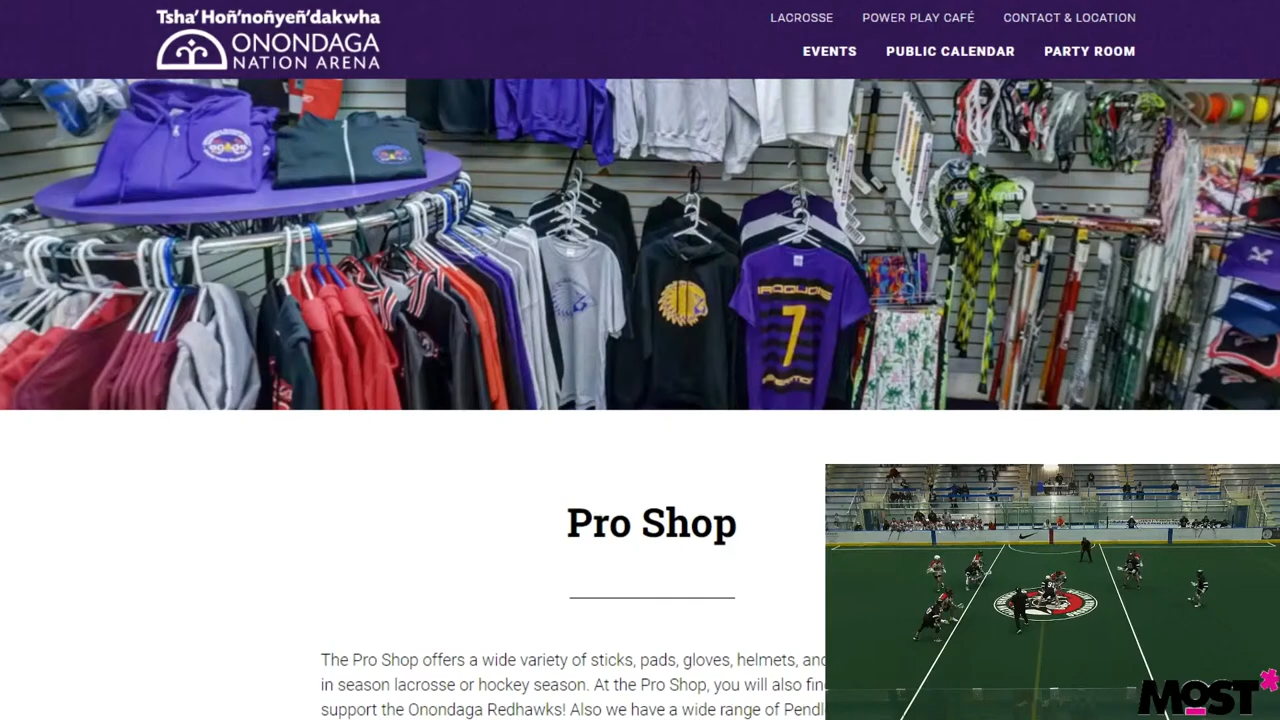 Tsha’ Hoñ’noñyeñ’dakwha
ONONDAGA
NATION ARENA
LACROSSE POWER PLAY CAFÉ CONTACT & LOCATION
EVENTS PUBLIC CALENDAR PARTY ROOM
IROQUOIS
7
Pro Shop
The Pro Shop offers a wide variety of sticks, pads, gloves, helmets, and
in season lacrosse or hockey season. At the Pro Shop, you will also fin
support the Onondaga Redhawks! Also we have a wide range of Pendl
MOST*